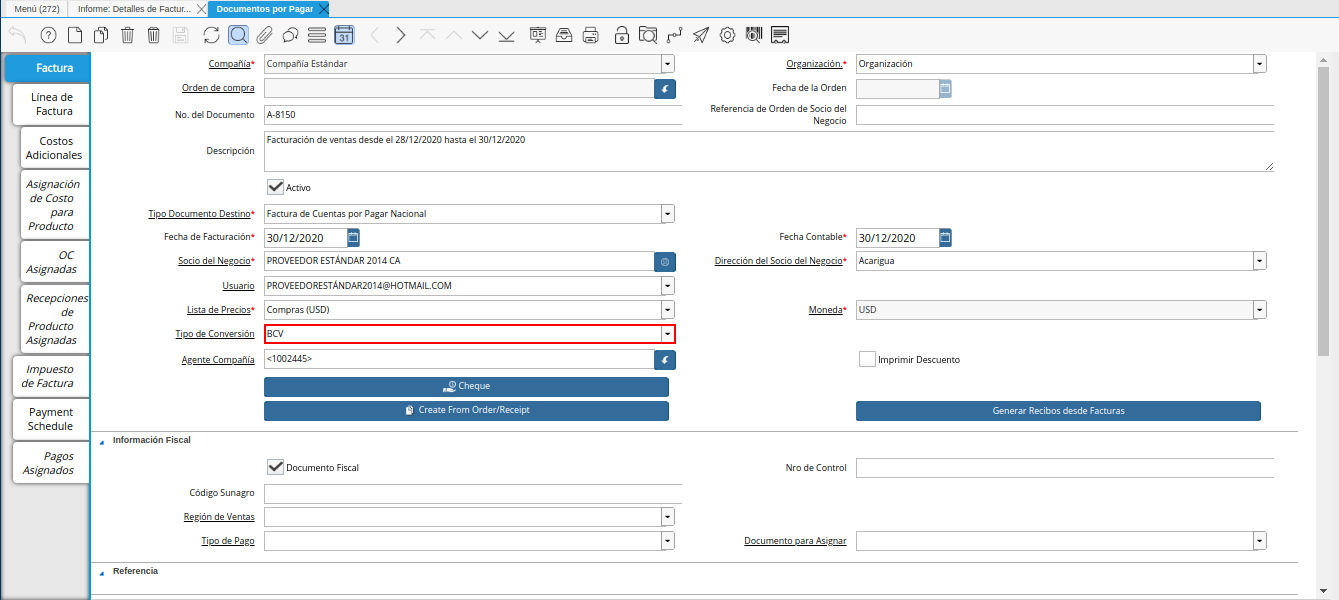 Menú (272)
Informe: Detalles de Factur...
Documentos por Pagar
31
Factura
Línea de
Factura
Costos
Adicionales
Asignación
de Costo
para
Producto
OC
Asignadas
Recepciones
de
Producto
Asignadas
Impuesto
de Factura
Payment
Schedule
Pagos
Asignados
Compañía* Compañía Estándar
Organización.* Organización
Orden de compra
Fecha de la Orden
No. del Documento A-8150
Referencia de Orden de Socio del
Negocio
Descripción Facturación de ventas desde el 28/12/2020 hasta el 30/12/2020
Activo
Tipo Documento Destino* Factura de Cuentas por Pagar Nacional
Fecha de Facturación* 30/12/2020
Fecha Contable* 30/12/2020
Socio del Negocio* PROVEEDOR ESTÁNDAR 2014 CA
Dirección del Socio del Negocio* Acarigua
Usuario PROVEEDORESTÁNDAR2014@HOTMAIL.COM
Lista de Precios* Compras (USD)
Moneda* USD
Tipo de Conversión BCV
Agente Compañía <1002445>
Imprimir Descuento
Cheque
Create From Order/Receipt
Generar Recibos desde Facturas
Información Fiscal
Documento Fiscal
Nro de Control
Código Sunagro
Región de Ventas
Tipo de Pago
Documento para Asignar
Referencia